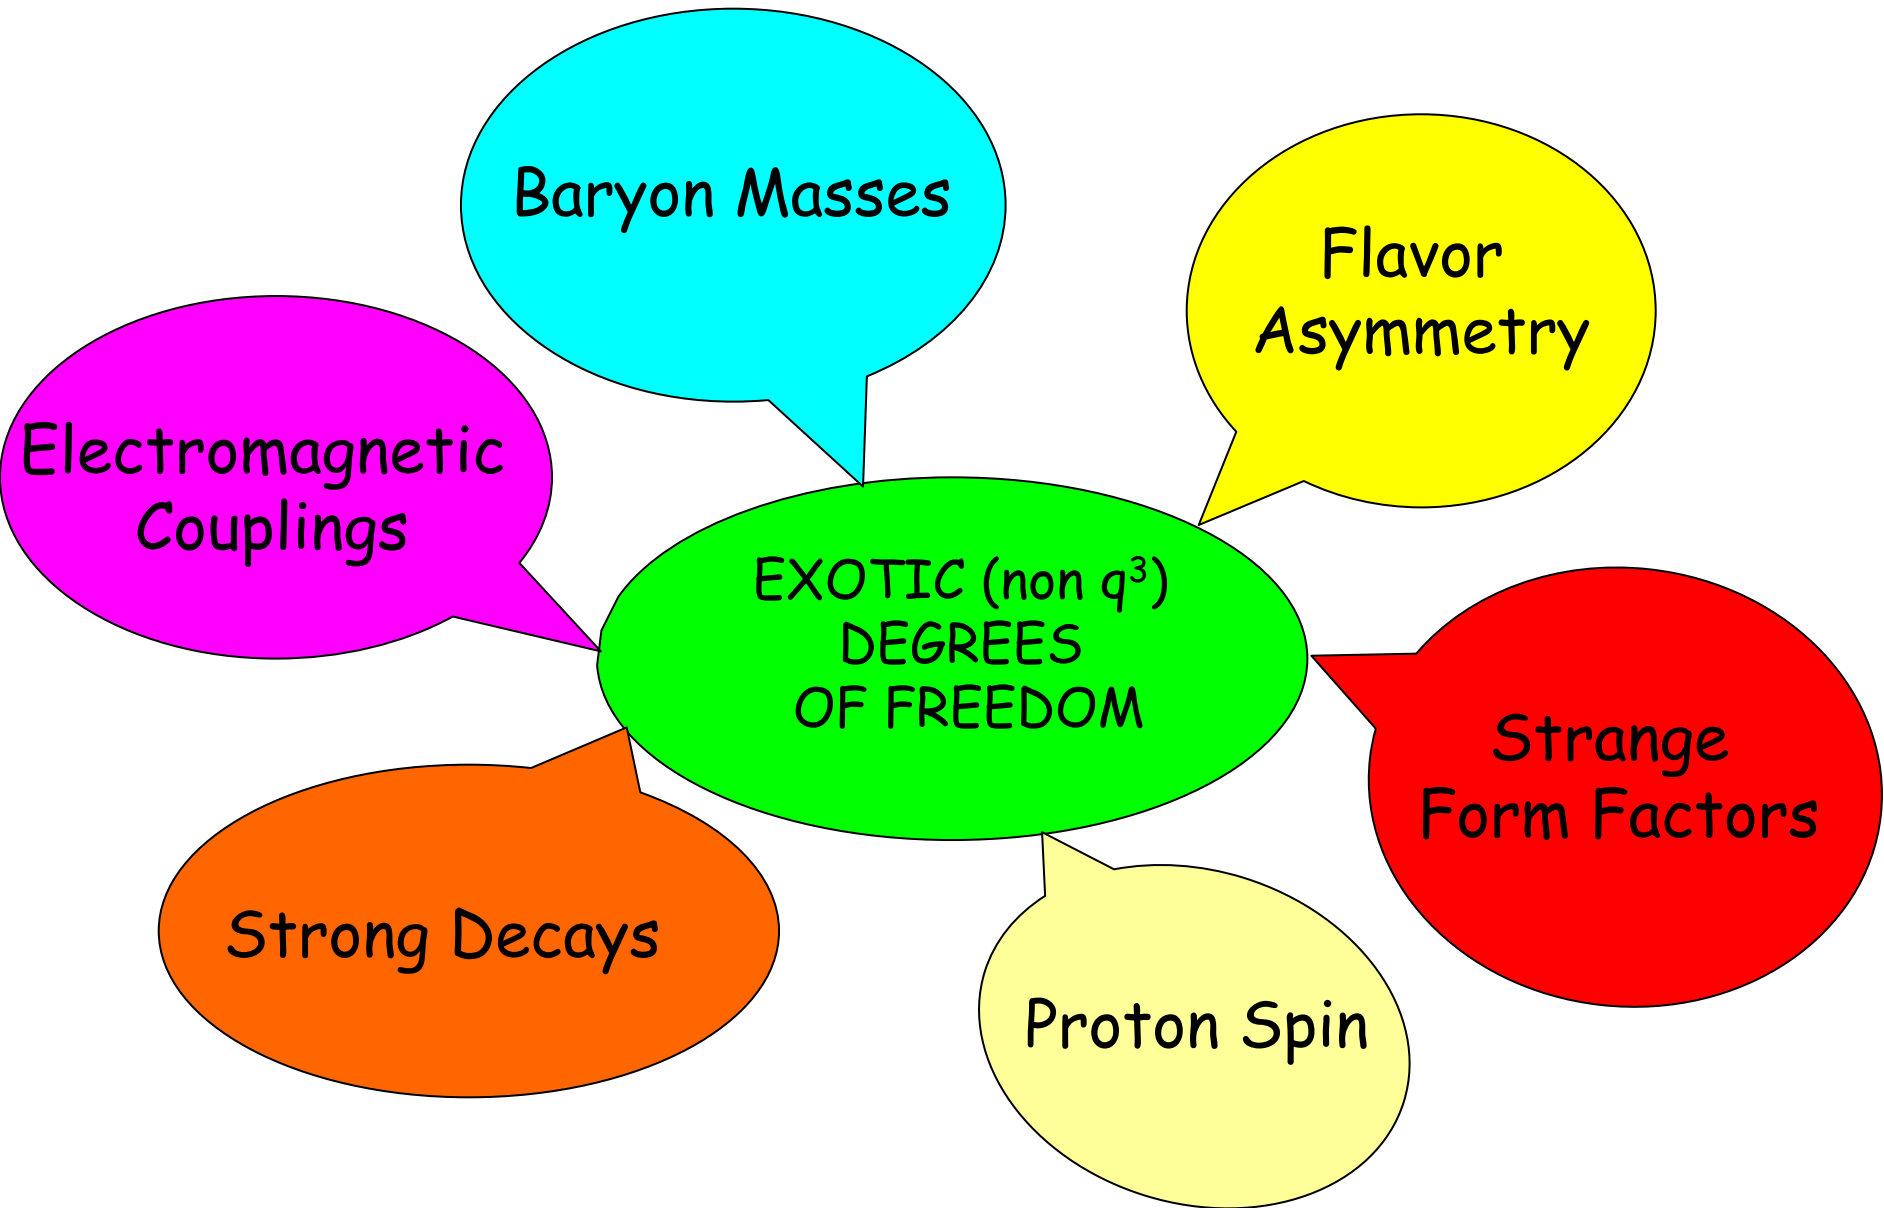 Baryon Masses
Flavor
Asymmetry
Electromagnetic
Couplings
EXOTIC (non q³)
DEGREES
OF FREEDOM
Strange
Form Factors
Strong Decays
Proton Spin